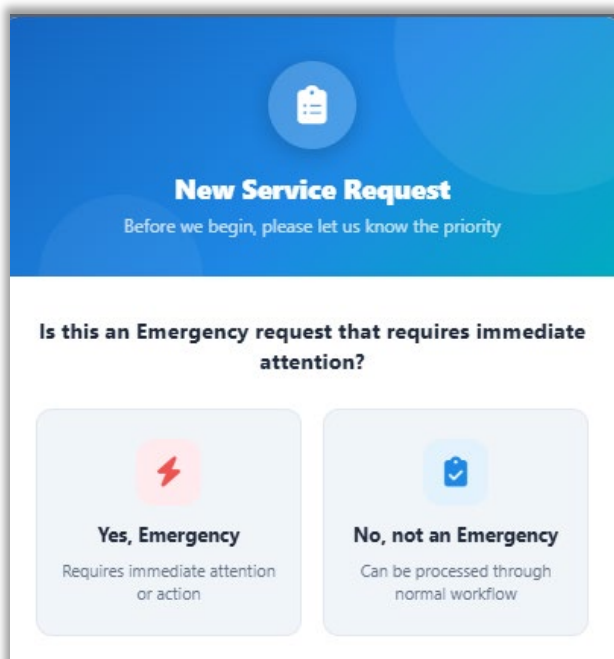 New Service Request
Before we begin, please let us know the priority
Is this an Emergency request that requires immediate
attention?
Yes, Emergency
Requires immediate attention
or action
No, not an Emergency
Can be processed through
normal workflow